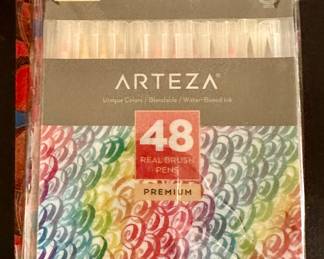 ARTEZA
Unique Colors / Blendable / Water-Based Ink
48
REAL BRUSH
PENS
PREMIUM